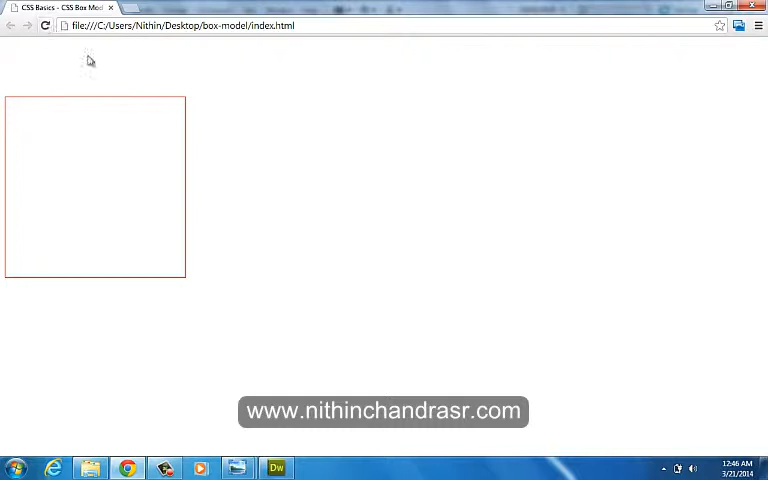 CSS Basics - CSS Box Mod
file:///C:/Users/Nithin/Desktop/box-model/index.html
www.nithinchandrasr.com
Dw
12:46 AM
3/21/2014